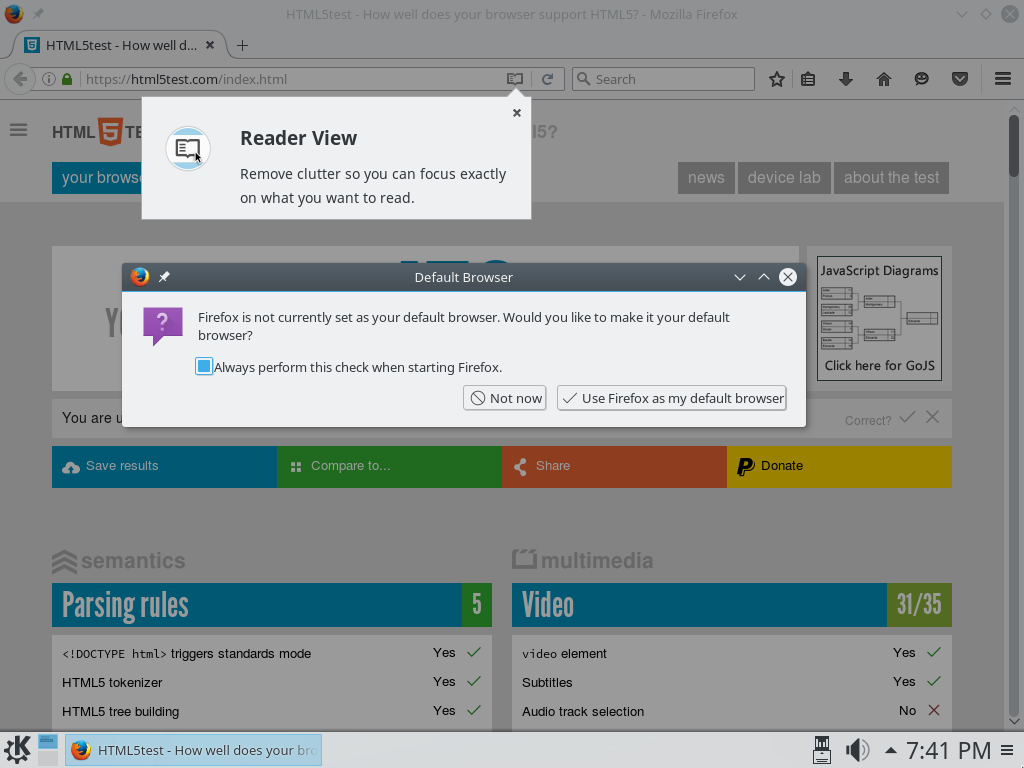 HTML5test - How well does your browser support HTML5? - Mozilla Firefox
HTML5test - How well d...
https://html5test.com/index.html
Search
HTML 5 TE
L5?
Reader View
Remove clutter so you can focus exactly
on what you want to read.
your browse
news
device lab
about the test
Default Browser
Firefox is not currently set as your default browser. Would you like to make it your default
browser?
Always perform this check when starting Firefox.
Not now
Use Firefox as my default browser
JavaScript Diagrams
Click here for GoJS
You are u
Correct?
Save results
Compare to...
Share
Donate
semantics
multimedia
Parsing rules
5
Video
31/35
<!DOCTYPE html> triggers standards mode
Yes
video element
Yes
HTML5 tokenizer
Yes
Subtitles
Yes
HTML5 tree building
Yes
Audio track selection
No
HTML5test - How well does your bro
7:41 PM